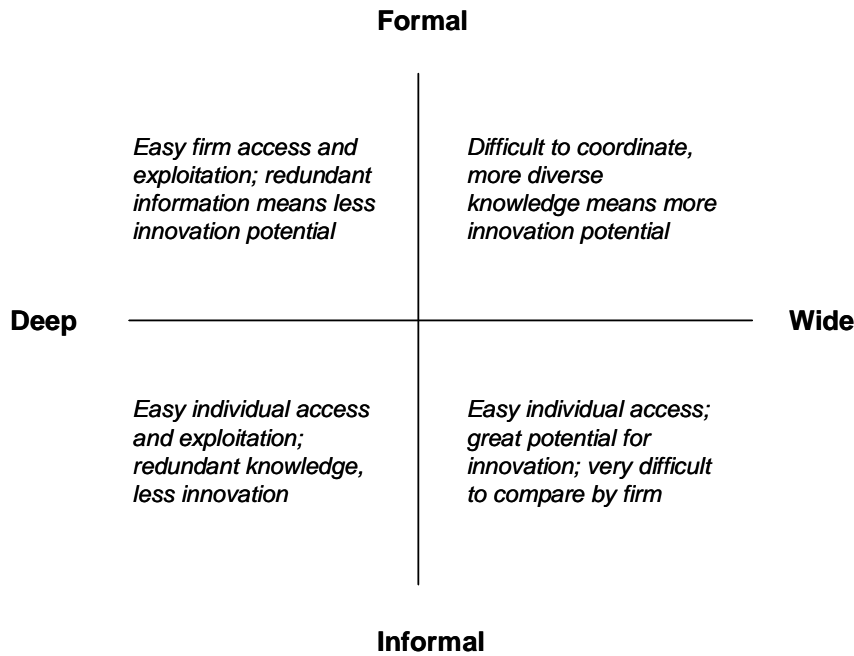 Formal
Easy firm access and
exploitation; redundant
information means less
innovation potential
Difficult to coordinate,
more diverse
knowledge means more
innovation potential
Deep
Wide
Easy individual access
and exploitation;
redundant knowledge,
less innovation
Easy individual access;
great potential for
innovation; very difficult
to compare by firm
Informal